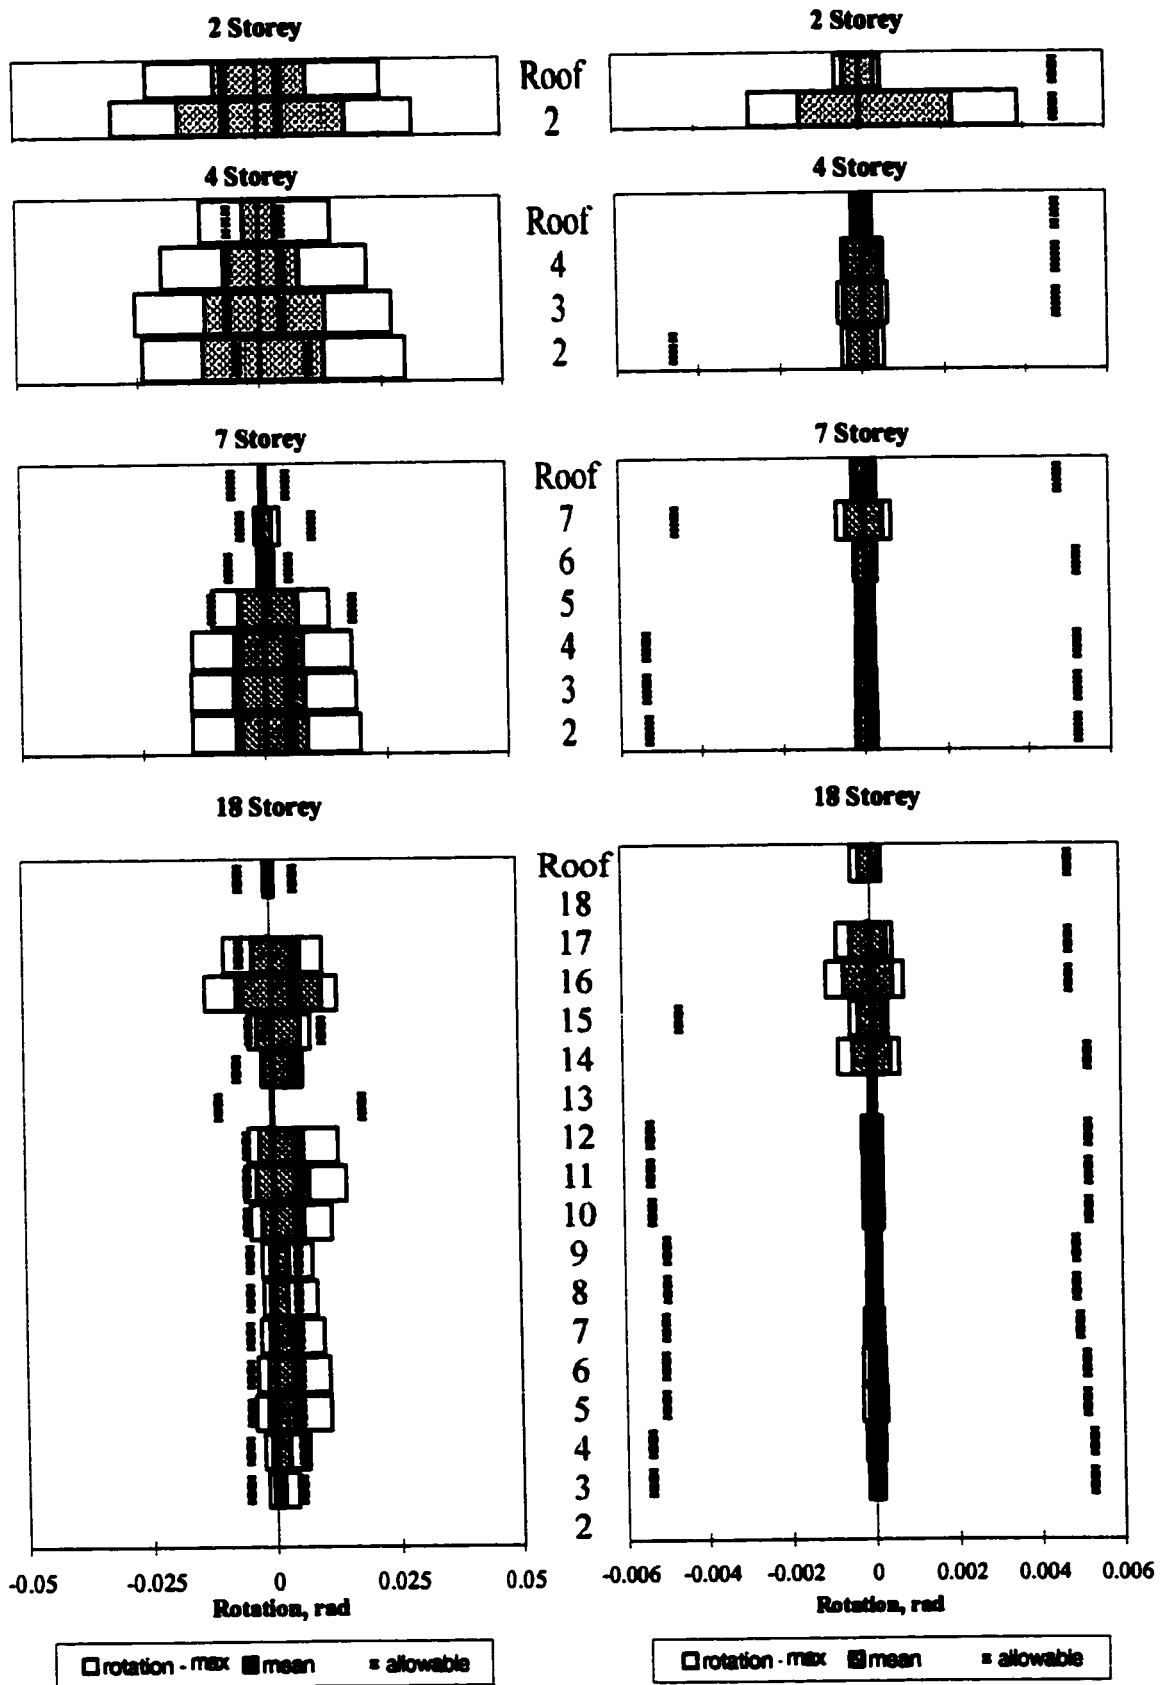 2 Storey
2 Storey
Roof
2
4 Storey
4 Storey
Roof
4
3
2
7 Storey
7 Storey
Roof
7
6
5
4
3
2
18 Storey
18 Storey
Roof
18
17
16
15
14
13
12
11
10
9
8
7
6
5
4
3
2
-0.05 -0.025 0 0.025 0.05
Rotation, rad
-0.006 -0.004 -0.002 0 0.002 0.004 0.006
Rotation, rad
rotation - max mean allowable
rotation - max mean allowable